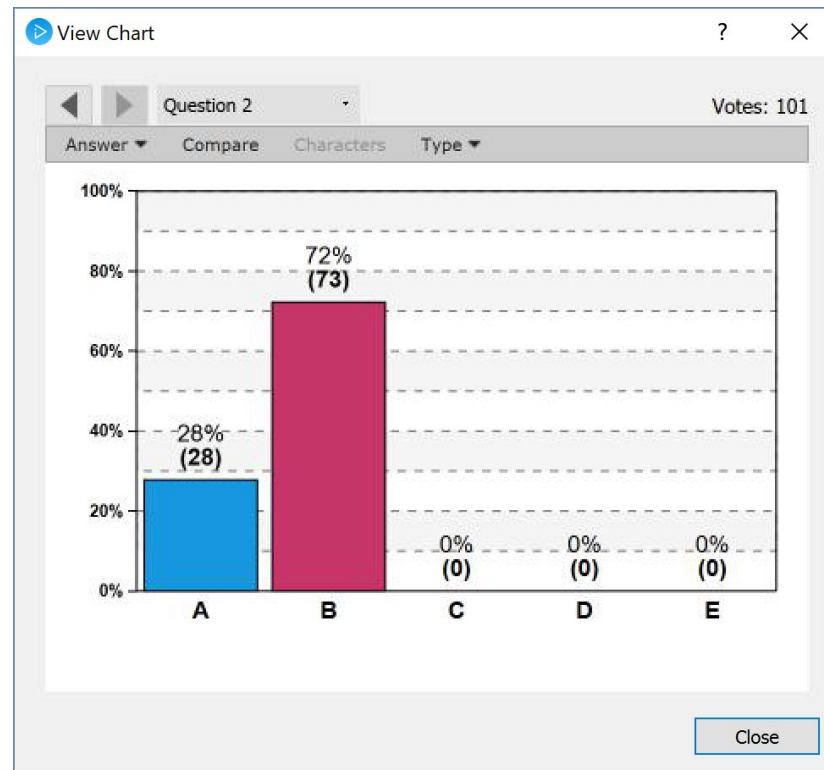 View Chart
?
Question 2
Votes: 101
Answer Compare Characters Type
100%
80%
60%
40%
20%
0%
72%
(73)
28%
(28)
0% 0% 0%
(0) (0) (0)
A B C D E
Close